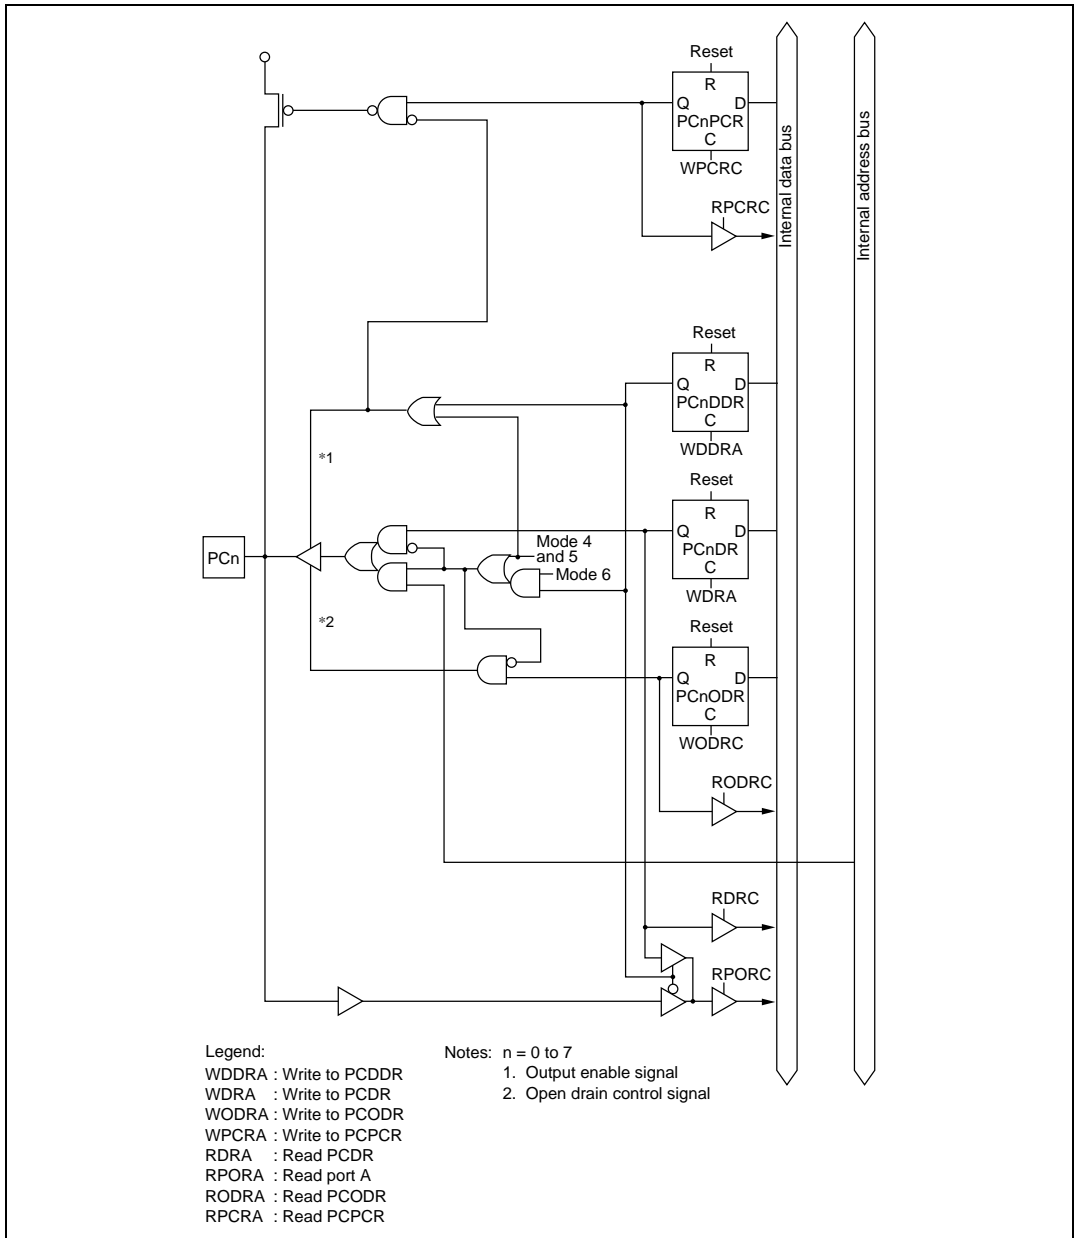 Reset
R
Q D
PCnPCR
C
WPCRC
RPCRC
Internal data bus
Internal address bus
Reset
R
Q D
PCnDDR
C
WDDRA
*1
Reset
R
Q D
PCnDR
C
WDRA
Mode 4
and 5
Mode 6
PCn
*2
Reset
R
Q D
PCnODR
C
WODRC
RODRC
RDRC
RPORC
Legend:
WDDRA : Write to PCDDR
WDRA : Write to PCDR
WODRA : Write to PCODR
WPCRA : Write to PCPCR
RDRA : Read PCDR
RPORA : Read port A
RODRA : Read PCODR
RPCRA : Read PCPCR
Notes: n = 0 to 7
1. Output enable signal
2. Open drain control signal